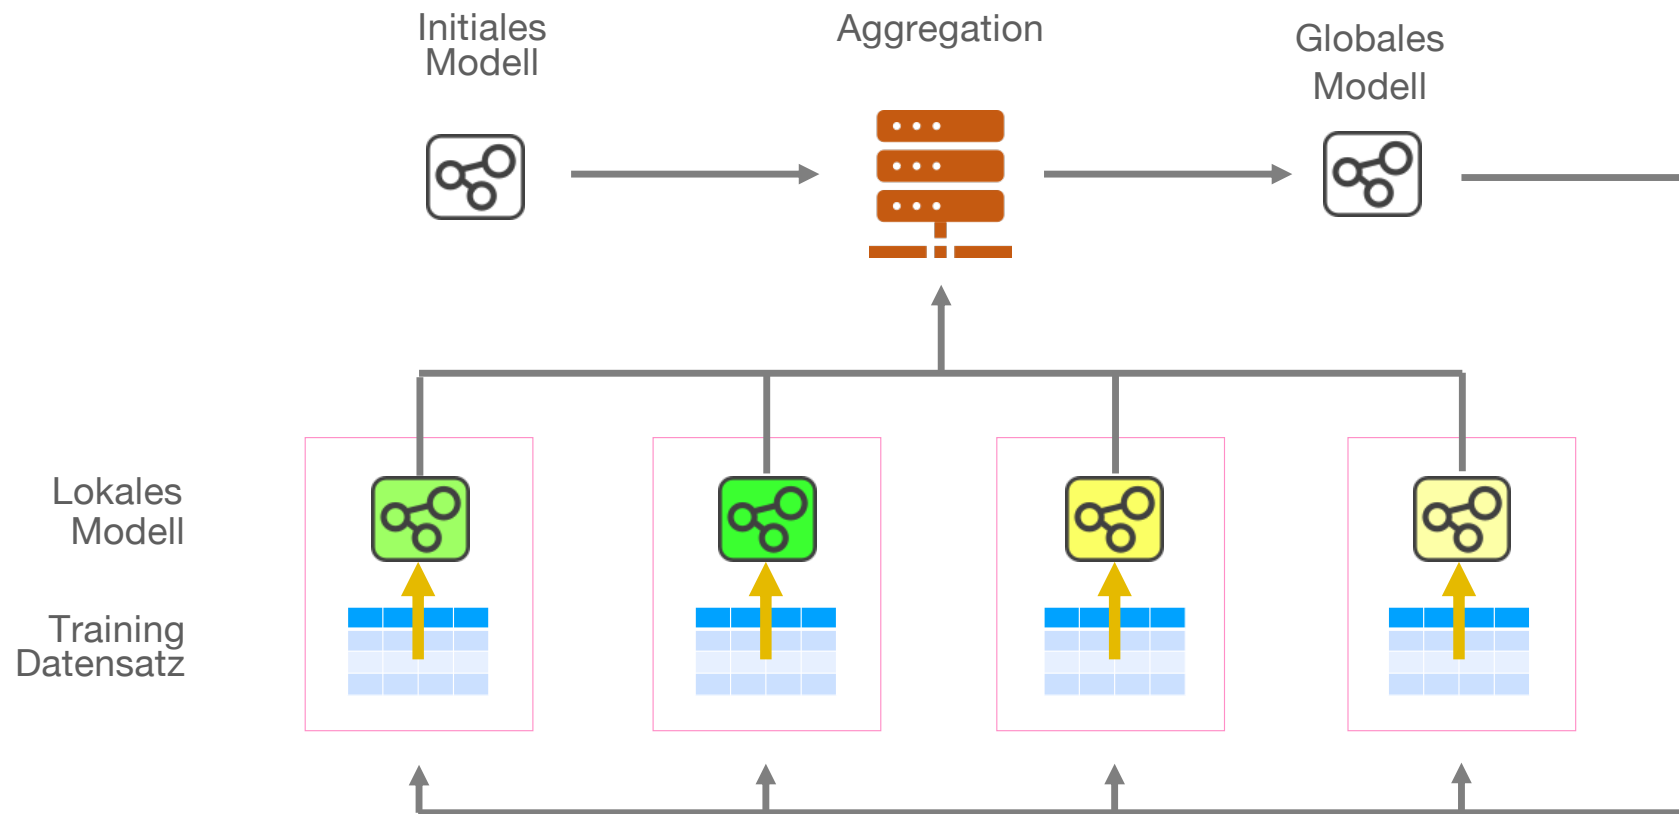 Initiales
Modell
Aggregation
Globales
Modell
Lokales
Modell
Training
Datensatz